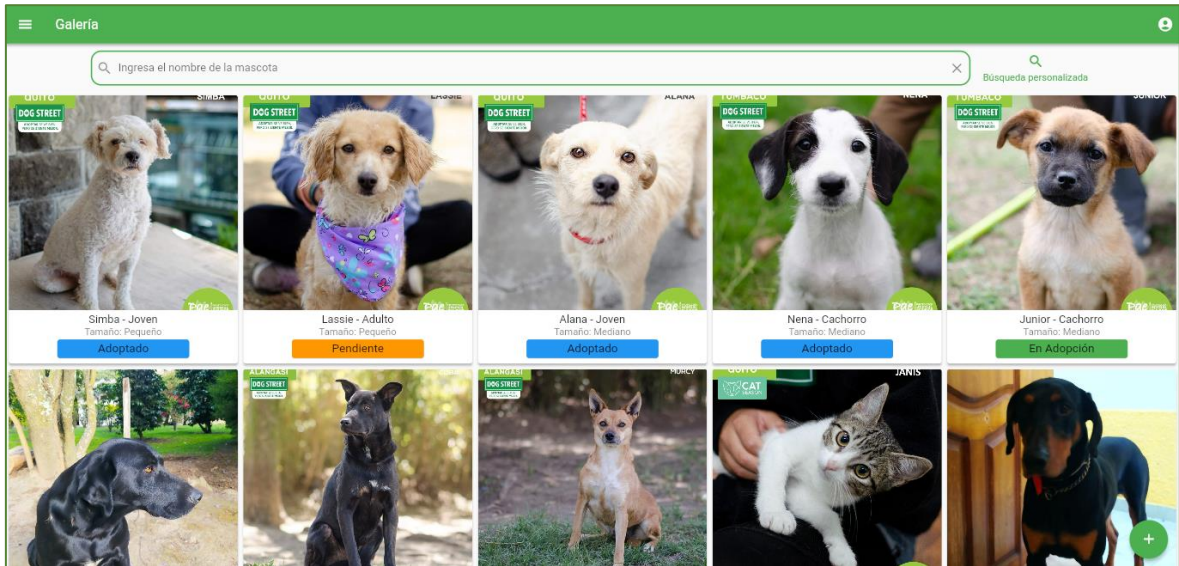 Galería
Ingresa el nombre de la mascota
Búsqueda personalizada
QUITO
DOG STREET
SIMBA
Simba - Joven
Tamaño: Pequeño
Adoptado
QUITO
DOG STREET
LASSIE
Lassie - Adulto
Tamaño: Pequeño
Pendiente
QUITO
DOG STREET
ALANA
Alana - Joven
Tamaño: Mediano
Adoptado
TUMBACO
DOG STREET
NENA
Nena - Cachorro
Tamaño: Mediano
Adoptado
TUMBACO
DOG STREET
JUNIOR
Junior - Cachorro
Tamaño: Mediano
En Adopción
ALANGASI
DOG STREET
ALANGASI
DOG STREET
QUITO
CAT
JANIS